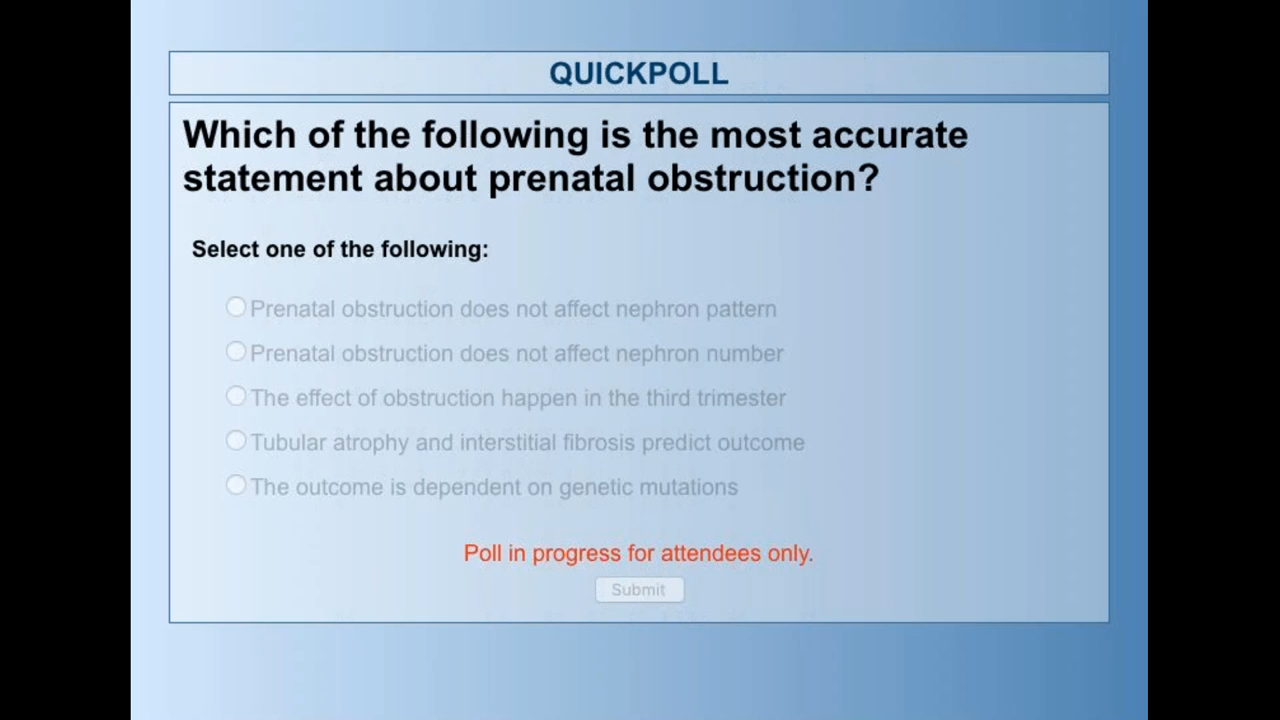 QUICKPOLL
Which of the following is the most accurate
statement about prenatal obstruction?
Select one of the following:
Prenatal obstruction does not affect nephron pattern
Prenatal obstruction does not affect nephron number
The effect of obstruction happen in the third trimester
Tubular atrophy and interstitial fibrosis predict outcome
The outcome is dependent on genetic mutations
Poll in progress for attendees only.
Submit